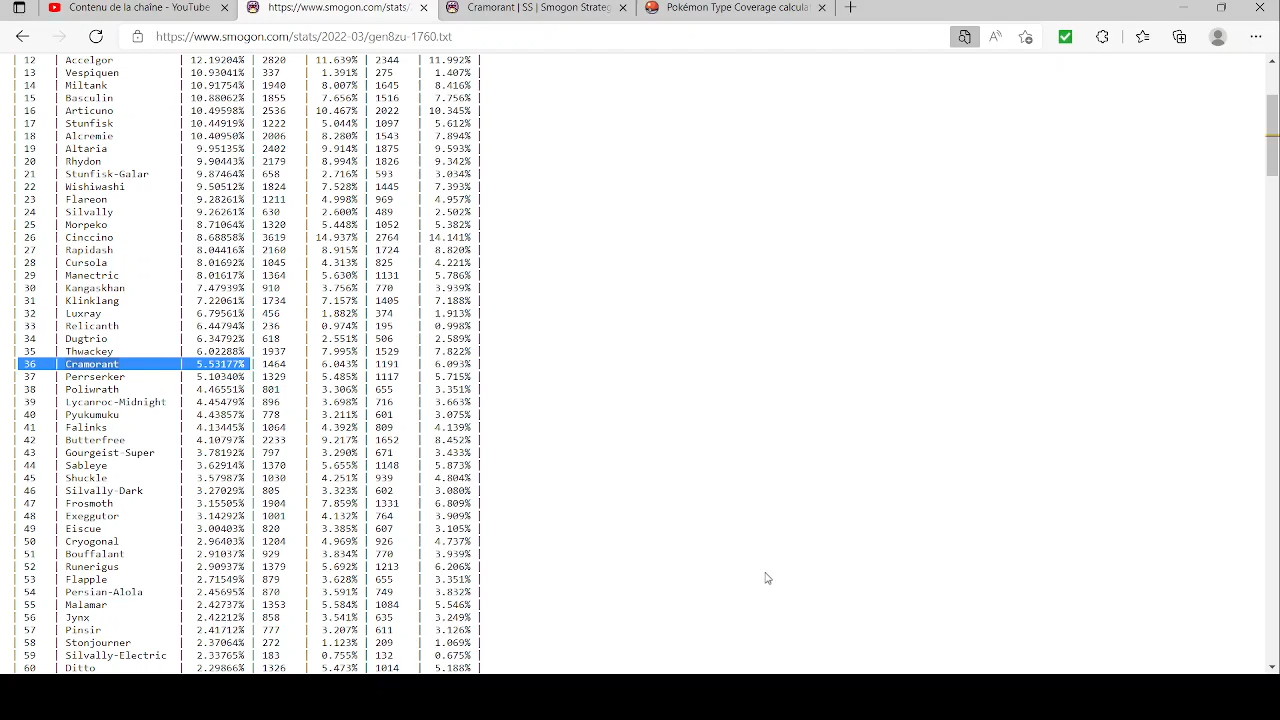 Contenu de la chaîne - YouTube
https://www.smogon.com/stats/
Cramorant | SS | Smogon Strateg
Pokémon Type Coverage calcula
https://www.smogon.com/stats/2022-03/gen8zu-1760.txt
| 12 | Accelgor | 12.19204% | 2820 | 11.639% | 2344 | 11.992% |
| 13 | Vespiquen | 10.93041% | 337 | 1.391% | 275 | 1.407% |
| 14 | Miltank | 10.91754% | 1940 | 8.007% | 1645 | 8.416% |
| 15 | Basculin | 10.88062% | 1855 | 7.656% | 1516 | 7.756% |
| 16 | Articuno | 10.49598% | 2536 | 10.467% | 2022 | 10.345% |
| 17 | Stunfisk | 10.44919% | 1222 | 5.044% | 1097 | 5.612% |
| 18 | Alcremie | 10.40950% | 2006 | 8.280% | 1543 | 7.894% |
| 19 | Altaria | 9.95135% | 2402 | 9.914% | 1875 | 9.593% |
| 20 | Rhydon | 9.90443% | 2179 | 8.994% | 1826 | 9.342% |
| 21 | Stunfisk-Galar | 9.87464% | 658 | 2.716% | 593 | 3.034% |
| 22 | Wishiwashi | 9.50512% | 1824 | 7.528% | 1445 | 7.393% |
| 23 | Flareon | 9.28261% | 1211 | 4.998% | 969 | 4.957% |
| 24 | Silvally | 9.26261% | 630 | 2.600% | 489 | 2.502% |
| 25 | Morpeko | 8.71064% | 1320 | 5.448% | 1052 | 5.382% |
| 26 | Cinccino | 8.68858% | 3619 | 14.937% | 2764 | 14.141% |
| 27 | Rapidash | 8.04416% | 2160 | 8.915% | 1724 | 8.820% |
| 28 | Cursola | 8.01692% | 1045 | 4.313% | 825 | 4.221% |
| 29 | Manectric | 8.01617% | 1364 | 5.630% | 1131 | 5.786% |
| 30 | Kangaskhan | 7.47939% | 910 | 3.756% | 770 | 3.939% |
| 31 | Klinklang | 7.22061% | 1734 | 7.157% | 1405 | 7.188% |
| 32 | Luxray | 6.79561% | 456 | 1.882% | 374 | 1.913% |
| 33 | Relicanth | 6.44794% | 236 | 0.974% | 195 | 0.998% |
| 34 | Dugtrio | 6.34792% | 618 | 2.551% | 506 | 2.589% |
| 35 | Thwackey | 6.02288% | 1937 | 7.995% | 1529 | 7.822% |
| 36 | Cramorant | 5.53177% | 1464 | 6.043% | 1191 | 6.093% |
| 37 | Perrserker | 5.10340% | 1329 | 5.485% | 1117 | 5.715% |
| 38 | Poliwrath | 4.46551% | 801 | 3.306% | 655 | 3.351% |
| 39 | Lycanroc-Midnight | 4.45479% | 896 | 3.698% | 716 | 3.663% |
| 40 | Pyukumuku | 4.43857% | 778 | 3.211% | 601 | 3.075% |
| 41 | Falinks | 4.13445% | 1064 | 4.392% | 809 | 4.139% |
| 42 | Butterfree | 4.10797% | 2233 | 9.217% | 1652 | 8.452% |
| 43 | Gourgeist-Super | 3.78192% | 797 | 3.290% | 671 | 3.433% |
| 44 | Sableye | 3.62914% | 1370 | 5.655% | 1148 | 5.873% |
| 45 | Shuckle | 3.57987% | 1030 | 4.251% | 939 | 4.804% |
| 46 | Silvally-Dark | 3.27029% | 805 | 3.323% | 602 | 3.080% |
| 47 | Frosmoth | 3.15505% | 1904 | 7.859% | 1331 | 6.809% |
| 48 | Exeggutor | 3.14292% | 1001 | 4.132% | 764 | 3.909% |
| 49 | Eiscue | 3.00403% | 820 | 3.385% | 607 | 3.105% |
| 50 | Cryogonal | 2.96403% | 1204 | 4.969% | 926 | 4.737% |
| 51 | Bouffalant | 2.91037% | 929 | 3.834% | 770 | 3.939% |
| 52 | Runerigus | 2.90937% | 1379 | 5.692% | 1213 | 6.206% |
| 53 | Flapple | 2.71549% | 879 | 3.628% | 655 | 3.351% |
| 54 | Persian-Alola | 2.45695% | 870 | 3.591% | 749 | 3.832% |
| 55 | Malamar | 2.42737% | 1353 | 5.584% | 1084 | 5.546% |
| 56 | Jynx | 2.42212% | 858 | 3.541% | 635 | 3.249% |
| 57 | Pinsir | 2.41712% | 777 | 3.207% | 611 | 3.126% |
| 58 | Stonjourner | 2.37064% | 272 | 1.123% | 209 | 1.069% |
| 59 | Silvally-Electric | 2.33765% | 183 | 0.755% | 132 | 0.675% |
| 60 | Ditto | 2.29866% | 1326 | 5.473% | 1014 | 5.188% |